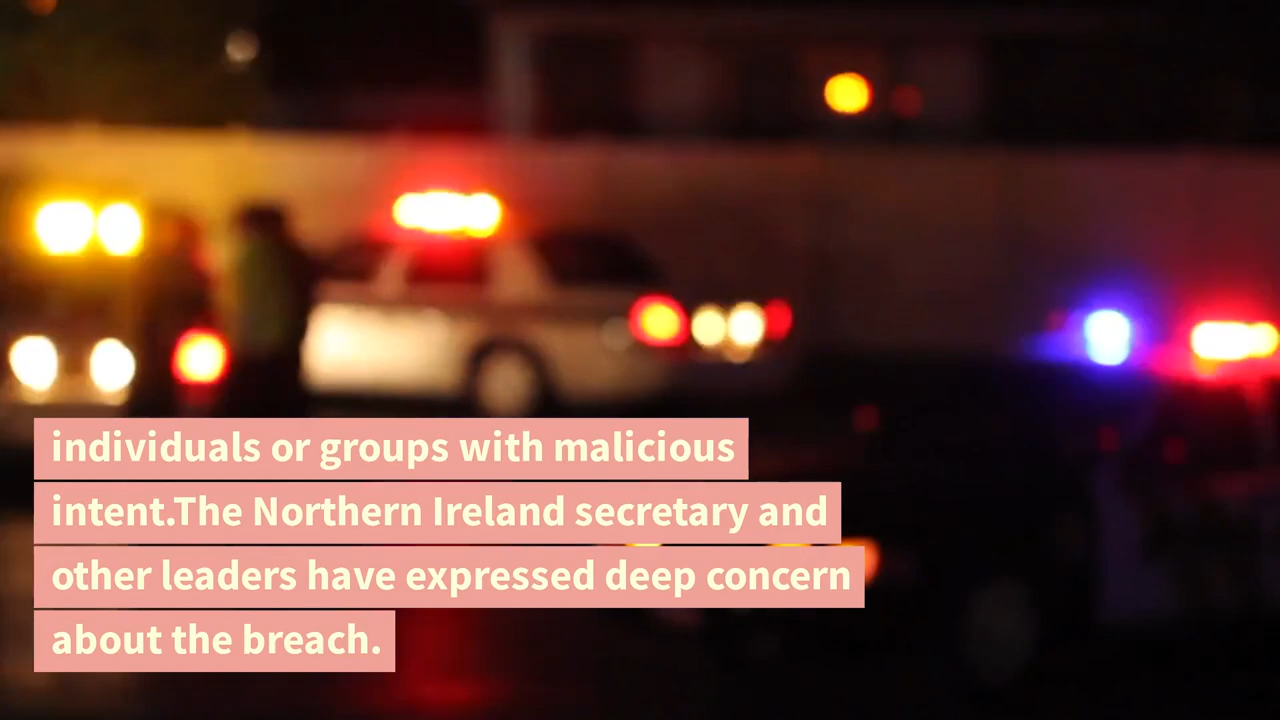 individuals or groups with malicious
intent.The Northern Ireland secretary and
other leaders have expressed deep concern
about the breach.